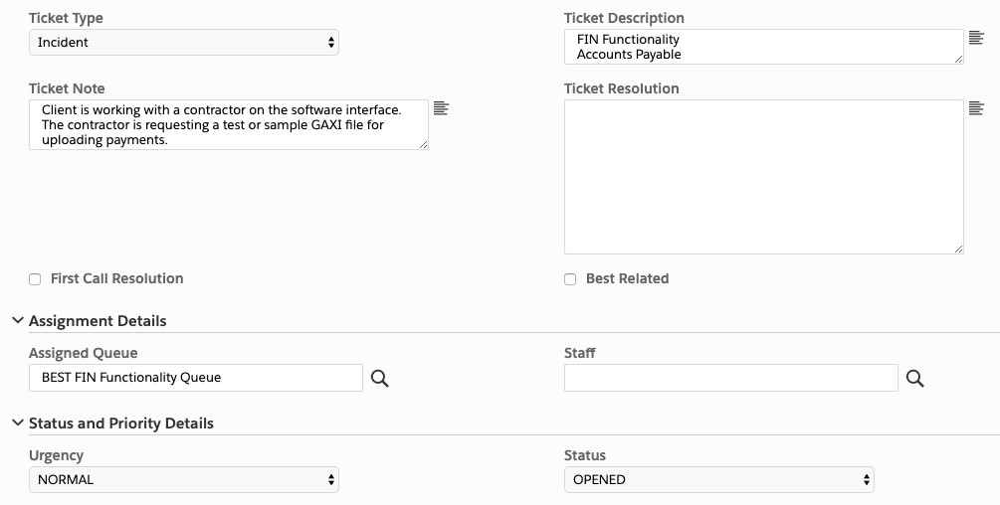 Ticket Type
Incident
Ticket Description
FIN Functionality
Accounts Payable
Ticket Note
Client is working with a contractor on the software interface.
The contractor is requesting a test or sample GAXI file for
uploading payments.
Ticket Resolution
First Call Resolution
Best Related
Assignment Details
Assigned Queue
BEST FIN Functionality Queue
Staff
Status and Priority Details
Urgency
NORMAL
Status
OPENED